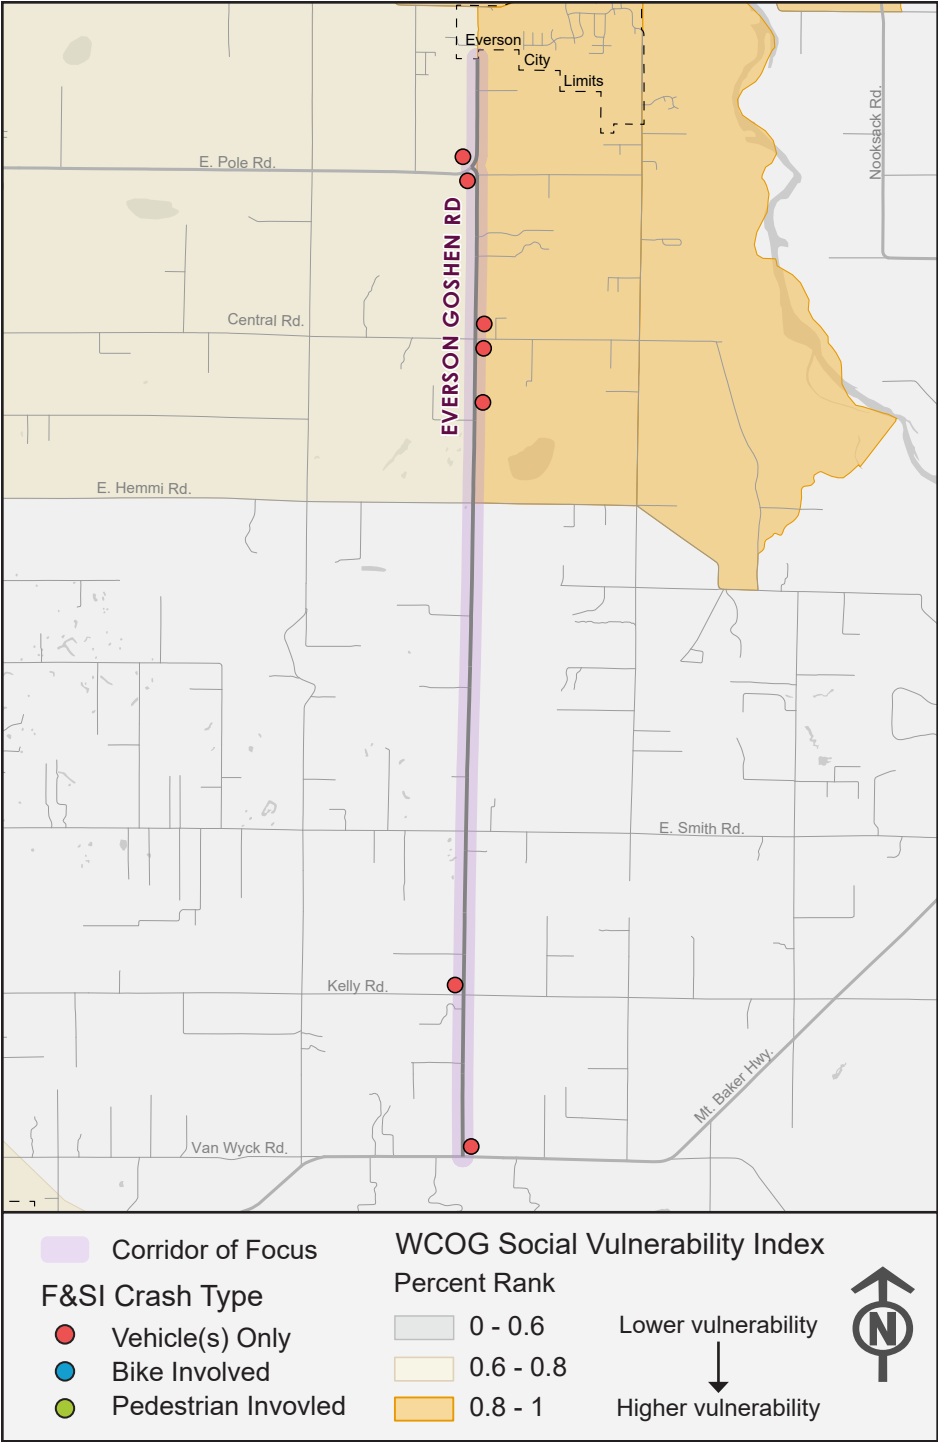 Everson
City
Limits
Nooksack Rd.
E. Pole Rd.
EVERSON GOSHEN RD
Central Rd.
E. Hemmi Rd.
E. Smith Rd.
Kelly Rd.
Mt. Baker Hwy.
Van Wyck Rd.
Corridor of Focus
F&SI Crash Type
Vehicle(s) Only
Bike Involved
Pedestrian Invovled
WCOG Social Vulnerability Index
Percent Rank
0 - 0.6
0.6 - 0.8
0.8 - 1
Lower vulnerability
Higher vulnerability
N